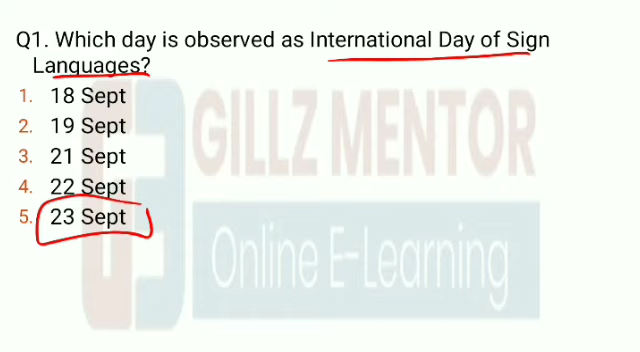 Q1. Which day is observed as International Day of Sign
Languages?
1. 18 Sept
2. 19 Sept
3. 21 Sept
4. 22 Sept
5. 23 Sept
GILLZ MENTOR
Online E-Learning